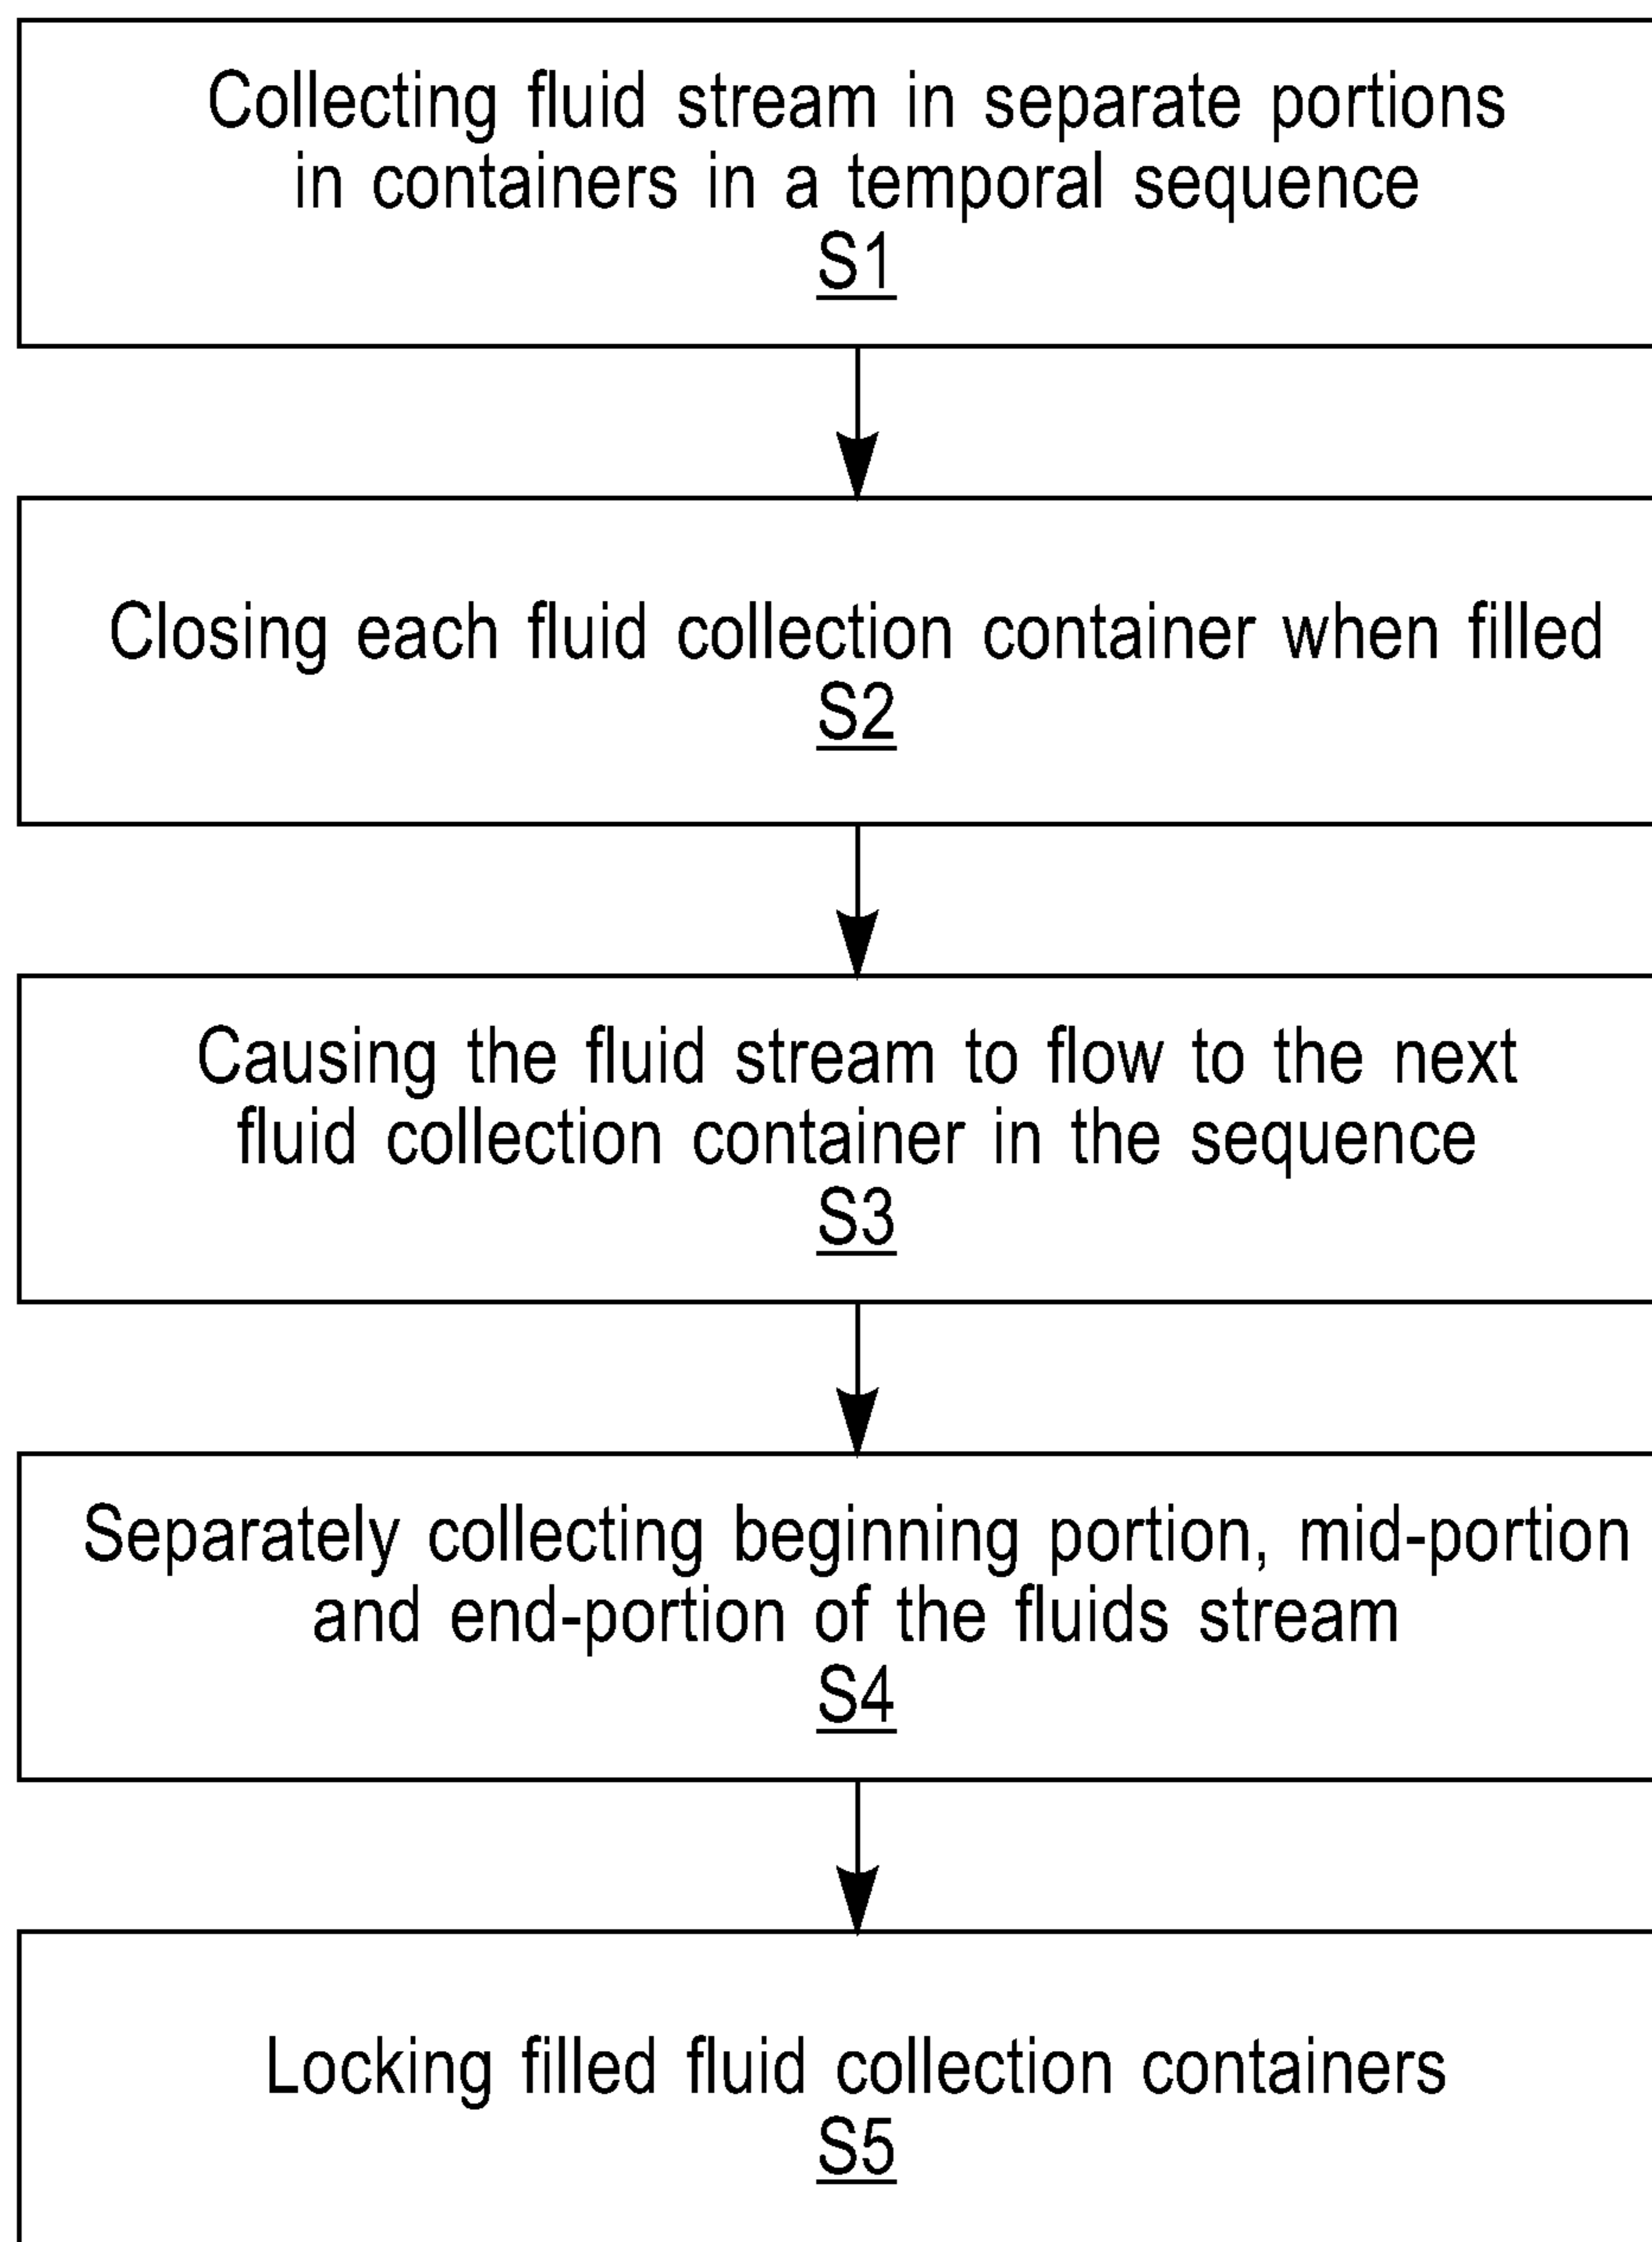 Collecting fluid stream in separate portions
in containers in a temporal sequence
S1
Closing each fluid collection container when filled
S2
Causing the fluid stream to flow to the next
fluid collection container in the sequence
S3
Separately collecting beginning portion, mid-portion
and end-portion of the fluids stream
S4
Locking filled fluid collection containers
S5